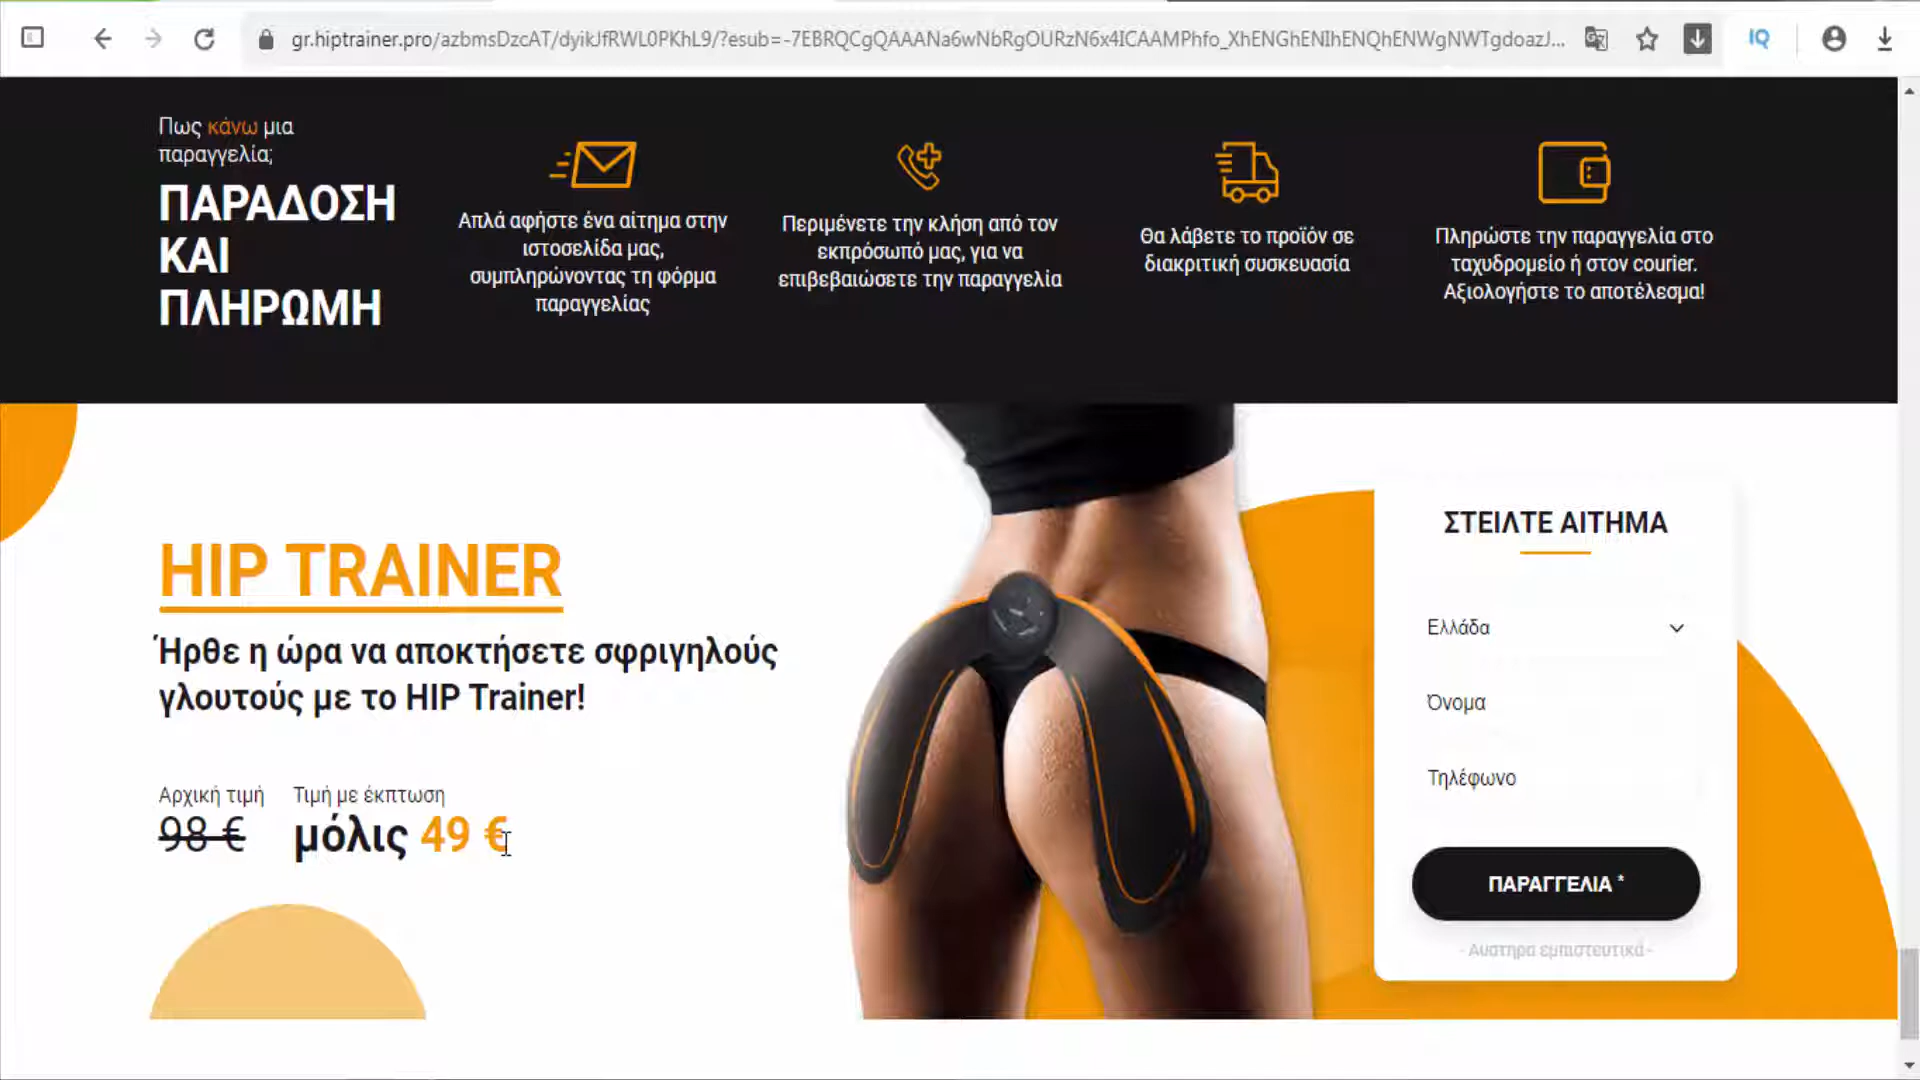 gr.hiptrainer.pro/azbmsDzcAT/dyikJfRWL0PKhL9/?esub=-7EBRQCgQAAANa6wNbRgOURzN6x4ICAAMPhfo_XhENGhENIhENQhENWgNWTgdoazJ...
IQ
Πως κάνω μια
παραγγελία;
ΠΑΡΑΔΟΣΗ
ΚΑΙ
ΠΛΗΡΩΜΗ
Απλά αφήστε ένα αίτημα στην
ιστοσελίδα μας,
συμπληρώνοντας τη φόρμα
παραγγελίας
Περιμένετε την κλήση από τον
εκπρόσωπό μας, για να
επιβεβαιώσετε την παραγγελία
Θα λάβετε το προϊόν σε
διακριτική συσκευασία
Πληρώστε την παραγγελία στο
ταχυδρομείο ή στον courier.
Αξιολογήστε το αποτέλεσμα!
HIP TRAINER
Ήρθε η ώρα να αποκτήσετε σφριγηλούς
γλουτούς με το HIP Trainer!
Αρχική τιμή
98 €
Τιμή με έκπτωση
μόλις 49 €
ΣΤΕΙΛΤΕ ΑΙΤΗΜΑ
Ελλάδα
Όνομα
Τηλέφωνο
ΠΑΡΑΓΓΕΛΙΑ *
- Αυστηρα εμπιστευτικά -